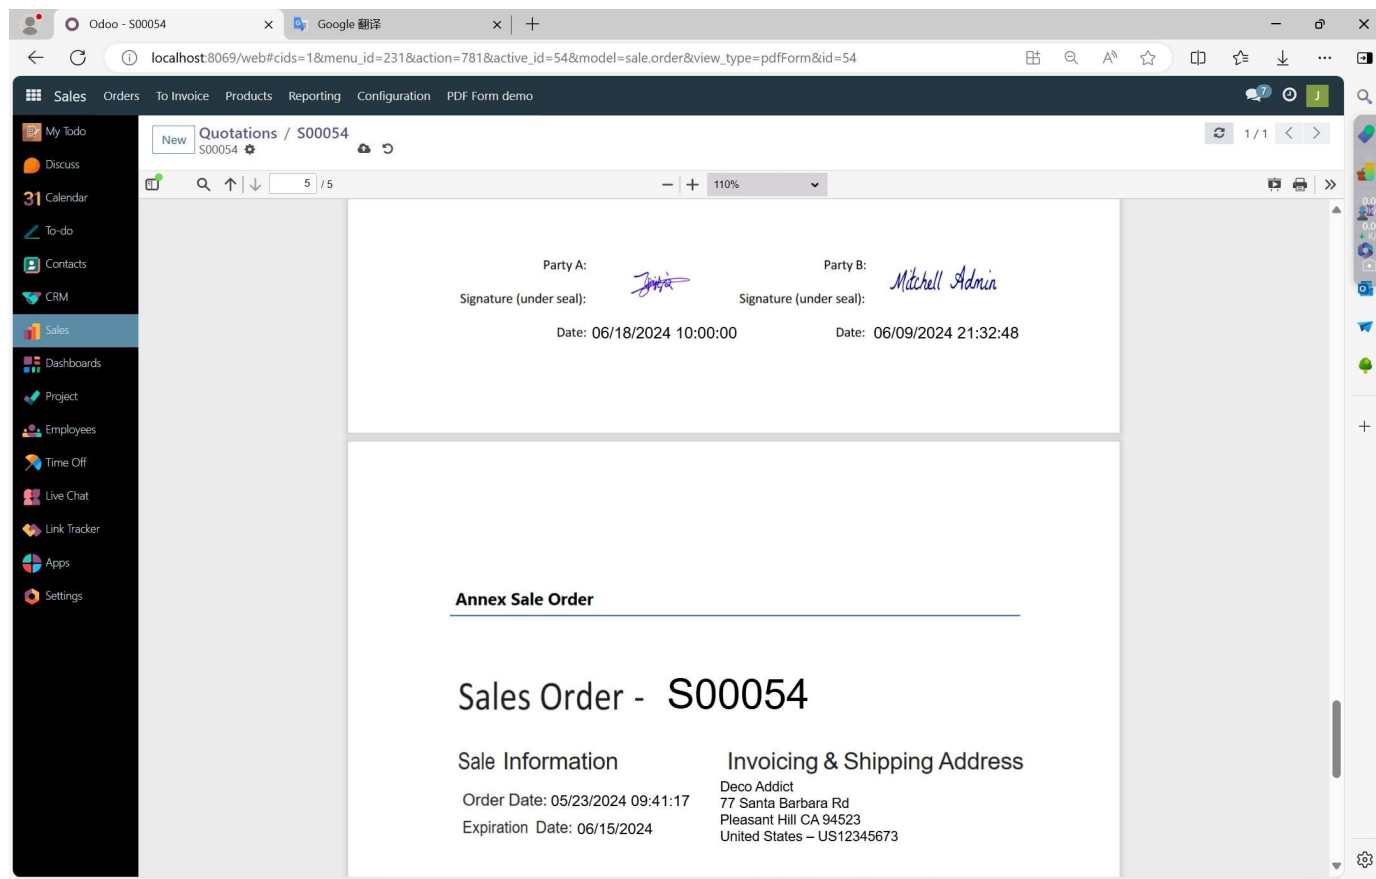 Odoo - S00054
Google 翻译
localhost:8069/web#cids=1&menu_id=231&action=781&active_id=54&model=sale.order&view_type=pdfForm&id=54
Sales Orders To Invoice Products Reporting Configuration PDF Form demo
7
J
My Todo
Discuss
31 Calendar
To-do
Contacts
CRM
Sales
Dashboards
Project
Employees
Time Off
Live Chat
Link Tracker
Apps
Settings
New
Quotations / S00054
S00054
1 / 1
5 / 5
110%
Party A:
Party B:
Mitchell Admin
Signature (under seal):
Signature (under seal):
Date: 06/18/2024 10:00:00
Date: 06/09/2024 21:32:48
Annex Sale Order
Sales Order - S00054
Sale Information
Order Date: 05/23/2024 09:41:17
Expiration Date: 06/15/2024
Invoicing & Shipping Address
Deco Addict
77 Santa Barbara Rd
Pleasant Hill CA 94523
United States – US12345673